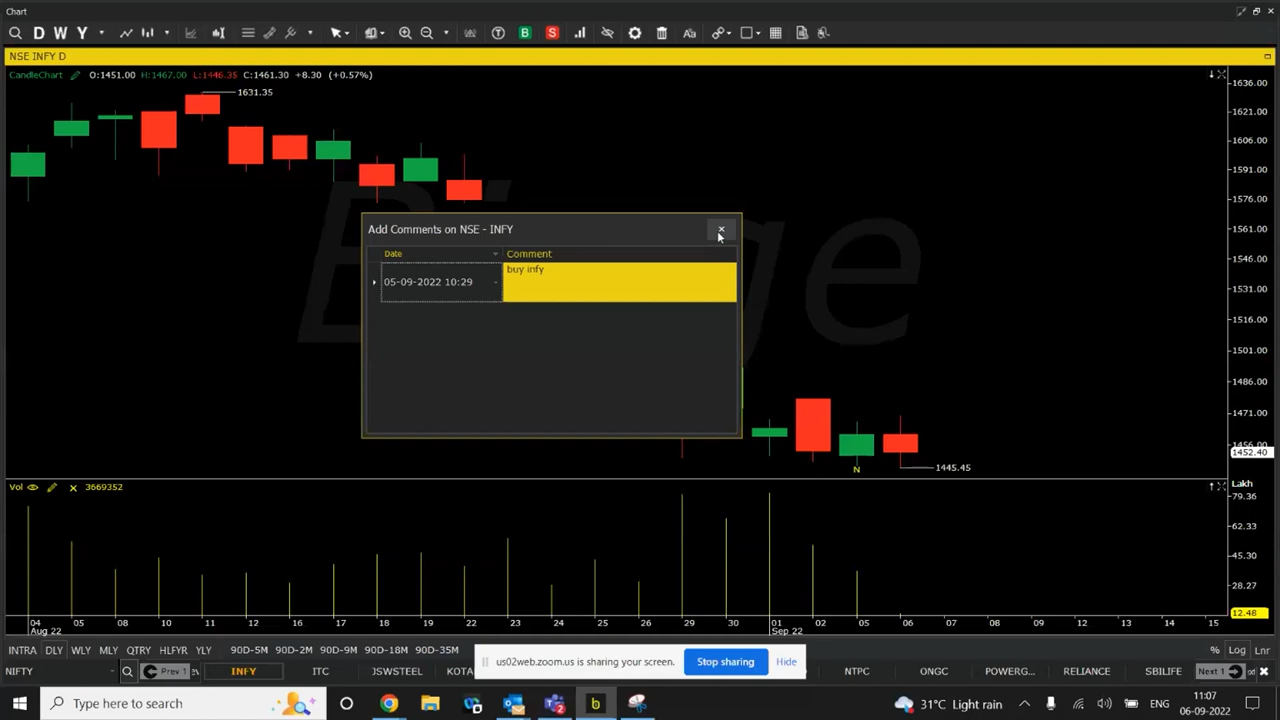 Chart
D W Y
T B S Aa
NSE INFY D
CandleChart O:1451.00 H:1467.00 L:1446.35 C:1461.30 +8.30 (+0.57%)
1636.00
1631.35
1621.00
1606.00
1591.00
1576.00
1561.00
1546.00
1531.00
1516.00
1501.00
1486.00
1471.00
1456.00
1452.40
Add Comments on NSE - INFY
Date Comment
05-09-2022 10:29 buy infy
N
1445.45
Vol 3669352
Lakh
79.36
62.33
45.30
28.27
12.48
04 05 08 10 11 12 16 17 18 19 22 23 24 25 26 29 30 01 02 05 06 07 08 09 12 13 14 15
Aug 22 Sep 22
INTRA DLY WLY MLY QTRY HLFYR YLY 90D-5M 90D-2M 90D-9M 90D-18M 90D-35M % Log Lnr
us02web.zoom.us is sharing your screen. Stop sharing Hide
NIFTY Prev 1 INFY ITC JSWSTEEL KOTA NTPC ONGC POWERG... RELIANCE SBILIFE Next 1
Type here to search
31°C Light rain ENG
11:07
06-09-2022